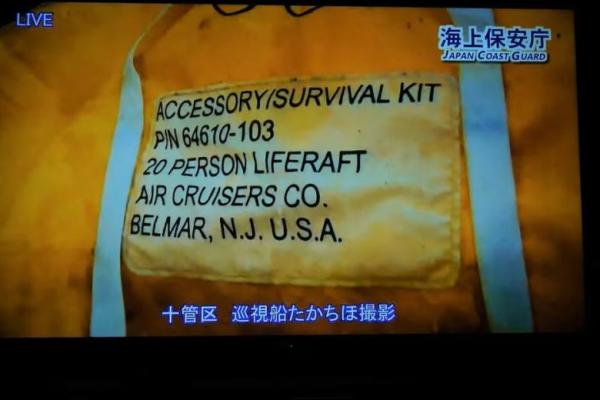 LIVE
海上保安庁
JAPAN COAST GUARD
ACCESSORY/SURVIVAL KIT
P/N 64610-103
20 PERSON LIFERAFT
AIR CRUISERS CO.
BELMAR, N.J. U.S.A.
十管区 巡視船たかちほ撮影